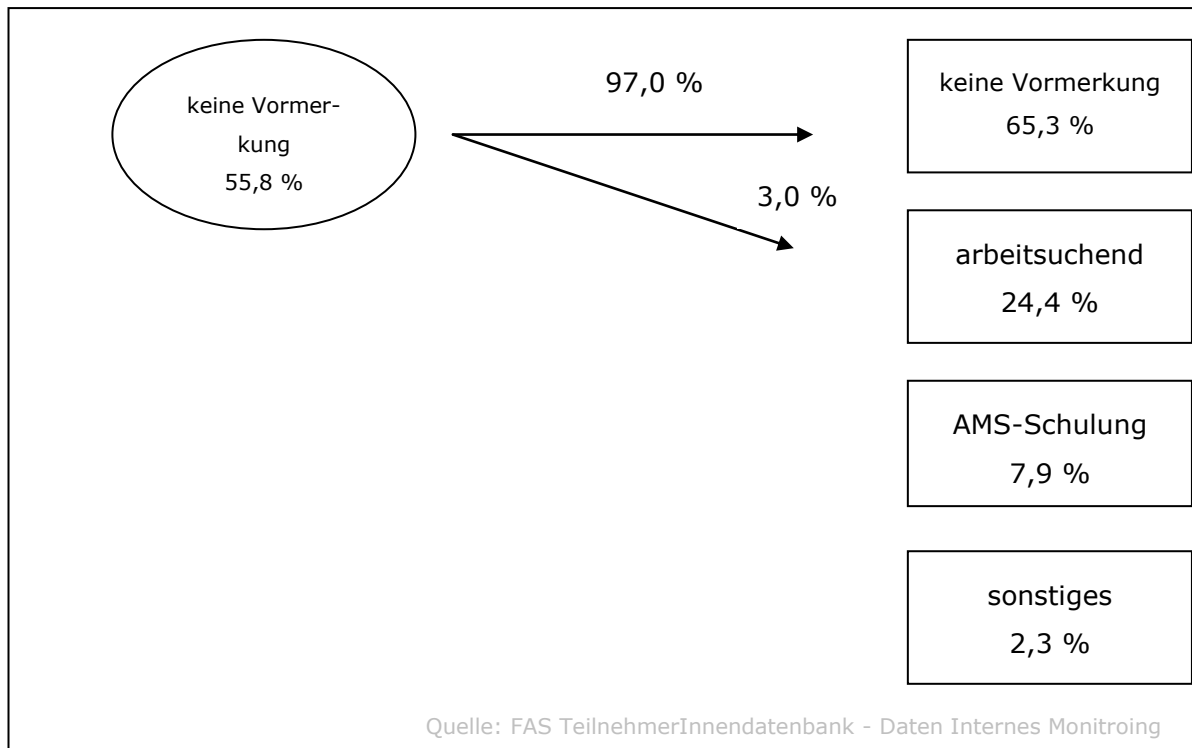 keine Vormer-
kung
55,8 %
97,0 %
3,0 %
keine Vormerkung
65,3 %
arbeitsuchend
24,4 %
AMS-Schulung
7,9 %
sonstiges
2,3 %
Quelle: FAS TeilnehmerInnendatenbank - Daten Internes Monitroing